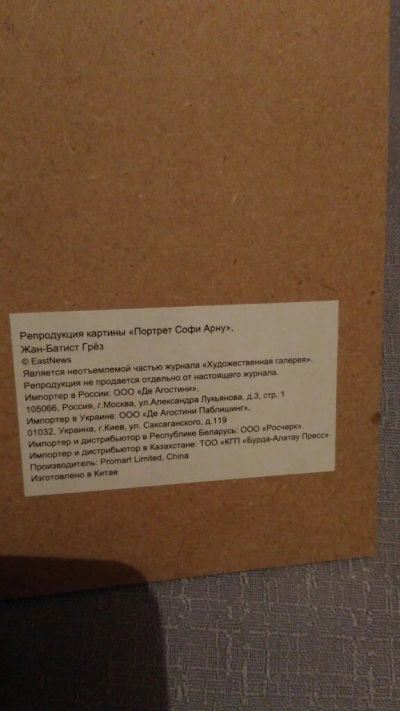 Репродукция картины «Портрет Софи Арну»,
Жан-Батист Грёз
© EastNews
Является неотъемлемой частью журнала «Художественная галерея».
Репродукция не продается отдельно от настоящего журнала.
Импортер в России: ООО «Де Агостини»,
105066, Россия, г.Москва, ул.Александра Лукьянова, д.3, стр. 1
Импортер в Украине: ООО «Де Агостини Паблишинг»,
01032, Украина, г.Киев, ул. Саксаганского, д.119
Импортер и дистрибьютор в Республике Беларусь: ООО «Росчерк».
Импортер и дистрибьютор в Казахстане: ТОО «КГП «Бурда-Алатау Пресс»
Производитель: Promart Limited, China
Изготовлено в Китае